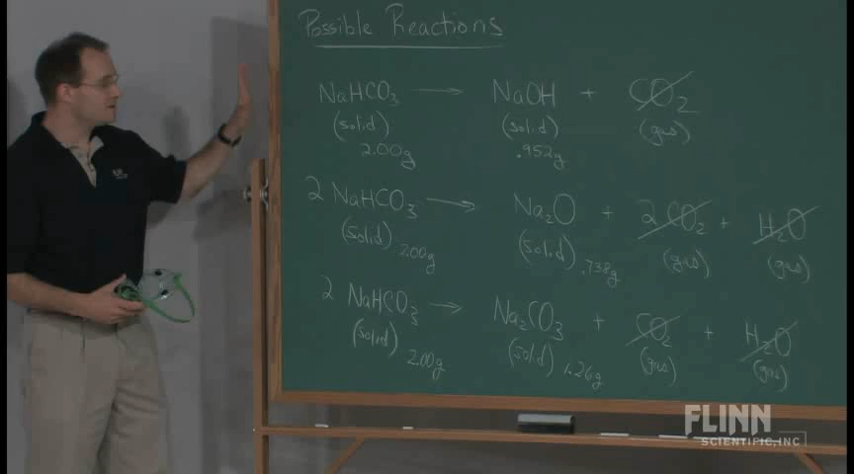 Possible Reactions
NaHCO₃ → NaOH + CO₂
(solid) (solid) (gas)
2.00g .952g
2 NaHCO₃ → Na₂O + 2 CO₂ + H₂O
(solid) 2.00g (solid) .738g (gas) (gas)
2 NaHCO₃ → Na₂CO₃ + CO₂ + H₂O
(solid) 2.00g (solid) 1.26g (gas) (gas)
FLINN
SCIENTIFIC, INC